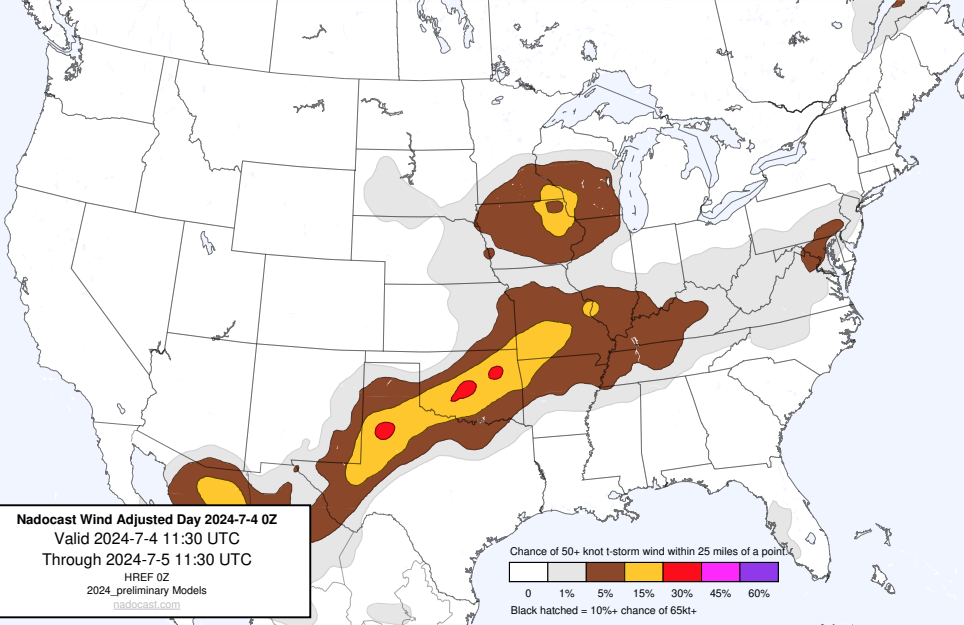 Nadocast Wind Adjusted Day 2024-7-4 0Z
Valid 2024-7-4 11:30 UTC
Through 2024-7-5 11:30 UTC
HREF 0Z
2024_preliminary Models
nadocast.com
Chance of 50+ knot t-storm wind within 25 miles of a point.
0 1% 5% 15% 30% 45% 60%
Black hatched = 10%+ chance of 65kt+